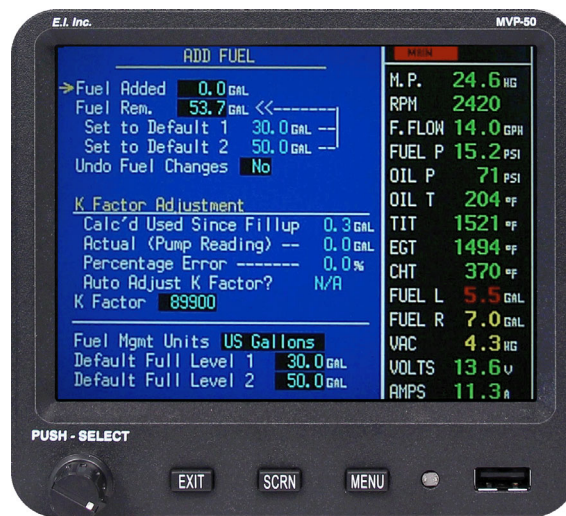 E.I. Inc.
MVP-50
ADD FUEL
Fuel Added 0.0 GAL
Fuel Rem. 53.7 GAL <<-------
Set to Default 1 30.0 GAL --
Set to Default 2 50.0 GAL --
Undo Fuel Changes No
K Factor Adjustment
Calc'd Used Since Fillup 0.3 GAL
Actual (Pump Reading) -- 0.0 GAL
Percentage Error ------- 0.0 %
Auto Adjust K Factor? N/A
K Factor 89900
Fuel Mgmt Units US Gallons
Default Full Level 1 30.0 GAL
Default Full Level 2 50.0 GAL
MAIN
M.P. 24.6 HG
RPM 2420
F.FLOW 14.0 GPH
FUEL P 15.2 PSI
OIL P 71 PSI
OIL T 204 °F
TIT 1521 °F
EGT 1494 °F
CHT 370 °F
FUEL L 5.5 GAL
FUEL R 7.0 GAL
VAC 4.3 HG
VOLTS 13.6 V
AMPS 11.3 A
PUSH - SELECT
EXIT
SCRN
MENU